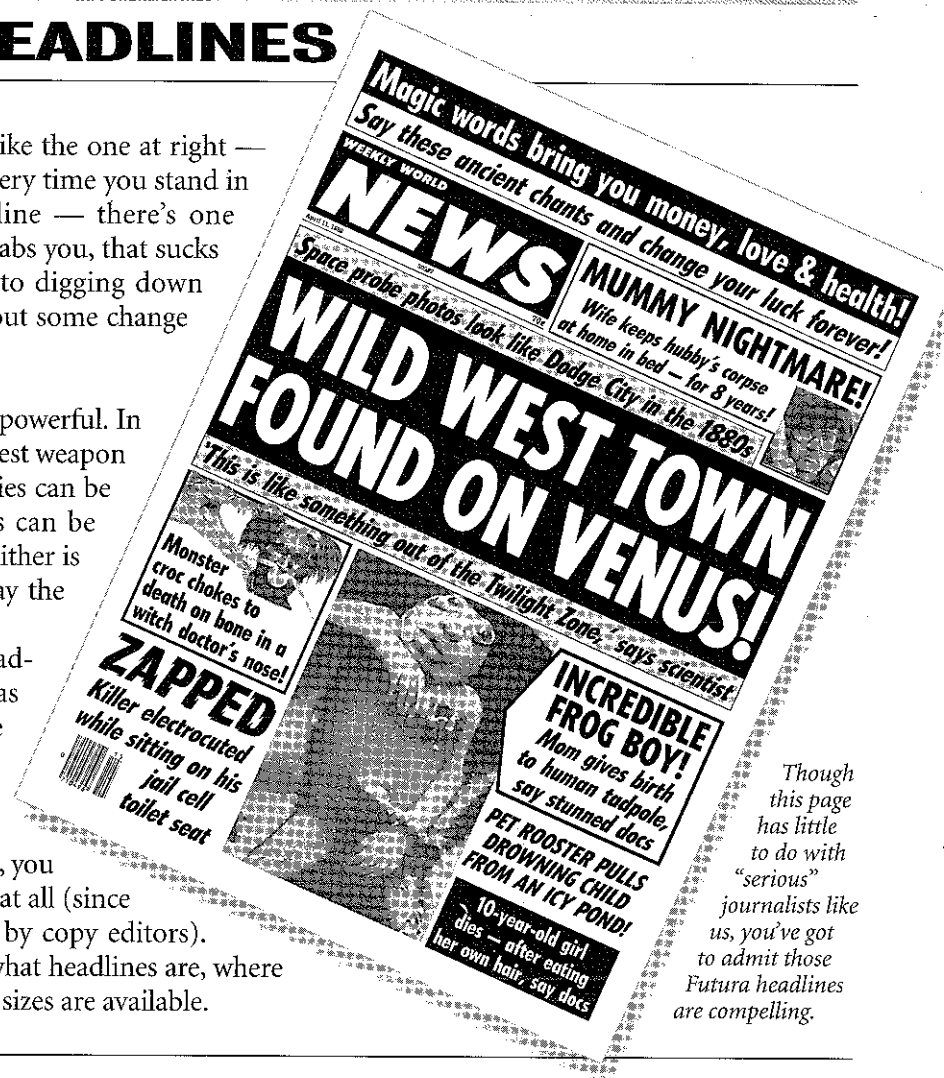 EADLINES
ike the one at right —
ery time you stand in
line — there's one
abs you, that sucks
to digging down
out some change
powerful. In
est weapon
ies can be
s can be
ither is
ay the
ad-
as
, you
at all (since
by copy editors).
what headlines are, where
sizes are available.
Magic words bring you money, love & health!
Say these ancient chants and change your luck forever!
WEEKLY WORLD
NEWS
MUMMY NIGHTMARE!
Wife keeps hubby's corpse
at home in bed — for 8 years!
Space probe photos look like Dodge City in the 1880s
WILD WEST TOWN
FOUND ON VENUS!
'This is like something out of the Twilight Zone,' says scientist
Monster
croc chokes to
death on bone in a
witch doctor's nose!
ZAPPED
Killer electrocuted
while sitting on his
jail cell
toilet seat
INCREDIBLE
FROG BOY!
Mom gives birth
to human tadpole,
say stunned docs
PET ROOSTER PULLS
DROWNING CHILD
FROM AN ICY POND!
10-year-old girl
dies — after eating
her own hair, say docs
Though
this page
has little
to do with
“serious”
journalists like
us, you've got
to admit those
Futura headlines
are compelling.